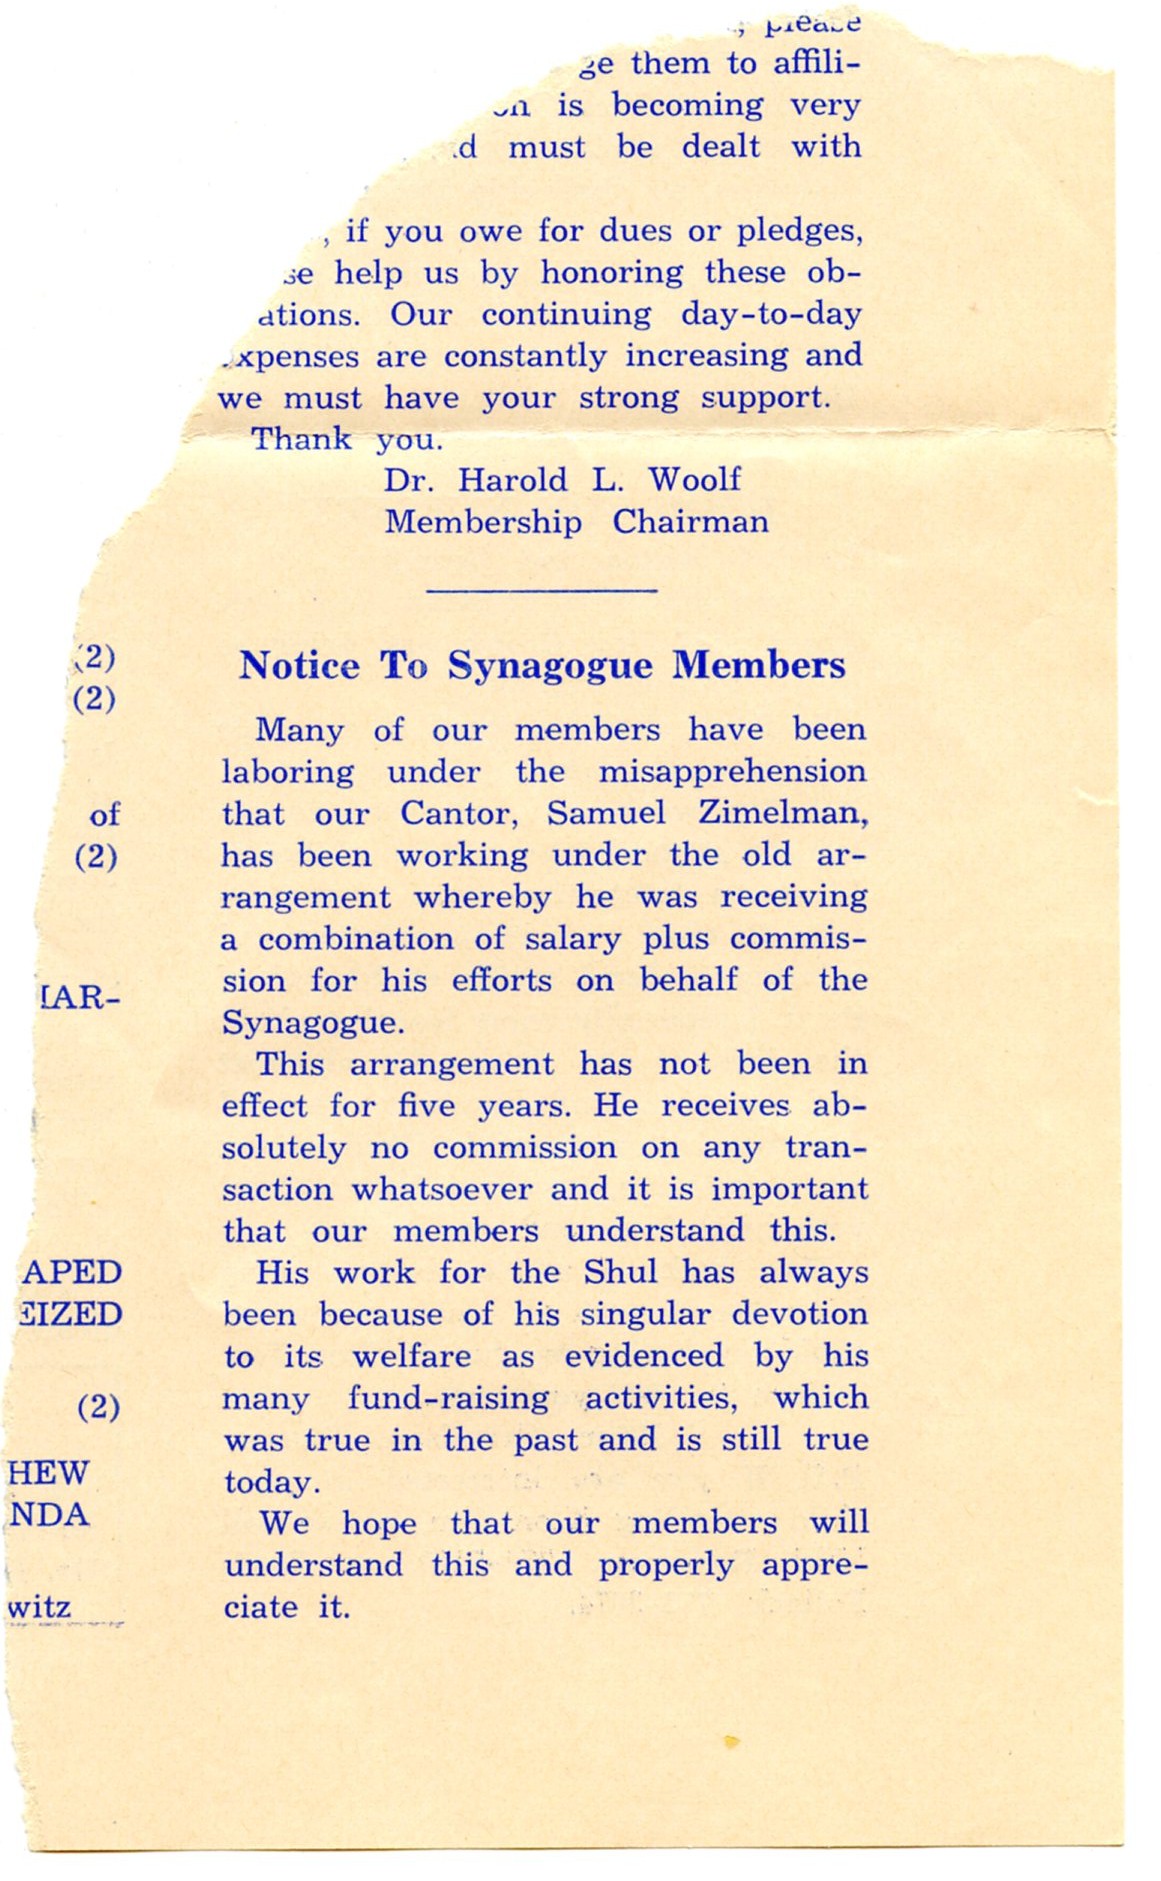 please
them to affili-
is becoming very
must be dealt with
, if you owe for dues or pledges,
help us by honoring these ob-
ations. Our continuing day-to-day
xpenses are constantly increasing and
we must have your strong support.
Thank you.
Dr. Harold L. Woolf
Membership Chairman
(2)
(2)
of
(2)
AR-
APED
EIZED
(2)
HEW
NDA
witz
Notice To Synagogue Members
Many of our members have been
laboring under the misapprehension
that our Cantor, Samuel Zimelman,
has been working under the old ar-
rangement whereby he was receiving
a combination of salary plus commis-
sion for his efforts on behalf of the
Synagogue.
This arrangement has not been in
effect for five years. He receives ab-
solutely no commission on any tran-
saction whatsoever and it is important
that our members understand this.
His work for the Shul has always
been because of his singular devotion
to its welfare as evidenced by his
many fund-raising activities, which
was true in the past and is still true
today.
We hope that our members will
understand this and properly appre-
ciate it.